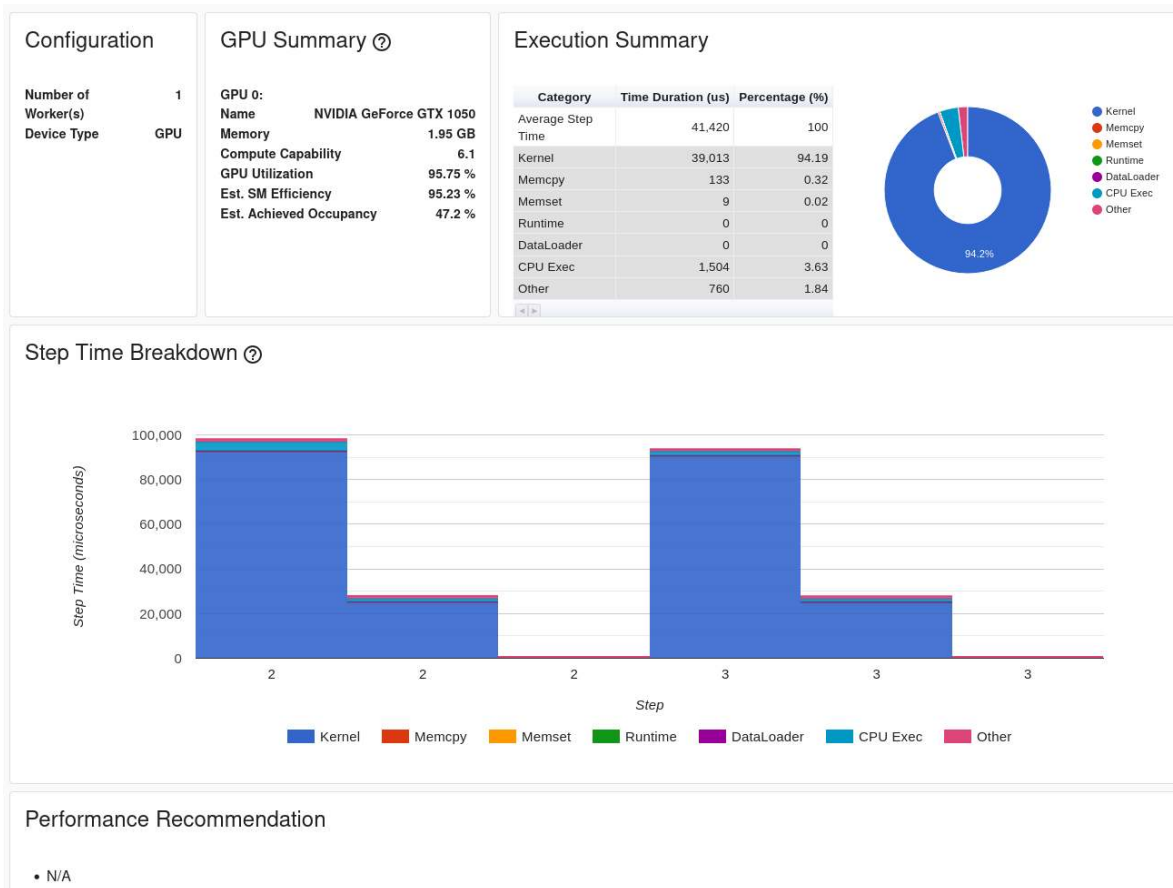 Configuration
Number of Worker(s) 1
Device Type GPU
GPU Summary ?
GPU 0:
Name NVIDIA GeForce GTX 1050
Memory 1.95 GB
Compute Capability 6.1
GPU Utilization 95.75 %
Est. SM Efficiency 95.23 %
Est. Achieved Occupancy 47.2 %
Execution Summary
Category Time Duration (us) Percentage (%)
Average Step Time 41,420 100
Kernel 39,013 94.19
Memcpy 133 0.32
Memset 9 0.02
Runtime 0 0
DataLoader 0 0
CPU Exec 1,504 3.63
Other 760 1.84
94.2%
Kernel
Memcpy
Memset
Runtime
DataLoader
CPU Exec
Other
Step Time Breakdown ?
Step Time (microseconds)
100,000
80,000
60,000
40,000
20,000
0
2 2 2 3 3 3
Step
Kernel Memcpy Memset Runtime DataLoader CPU Exec Other
Performance Recommendation
• N/A